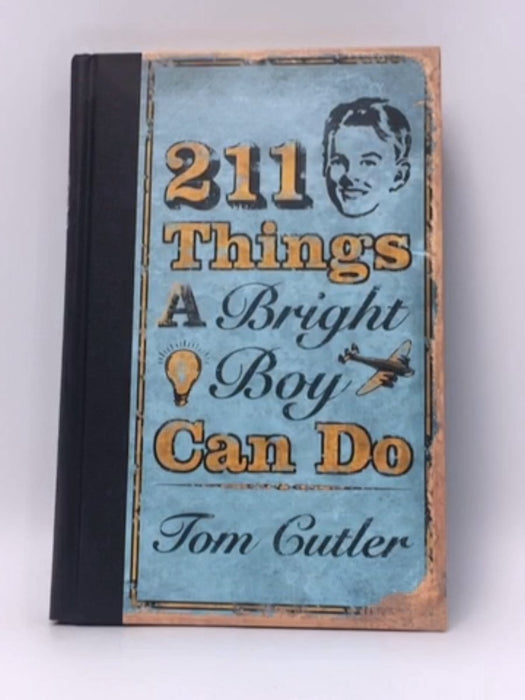 211
Things
A Bright
Boy
Can Do
Tom Cutler